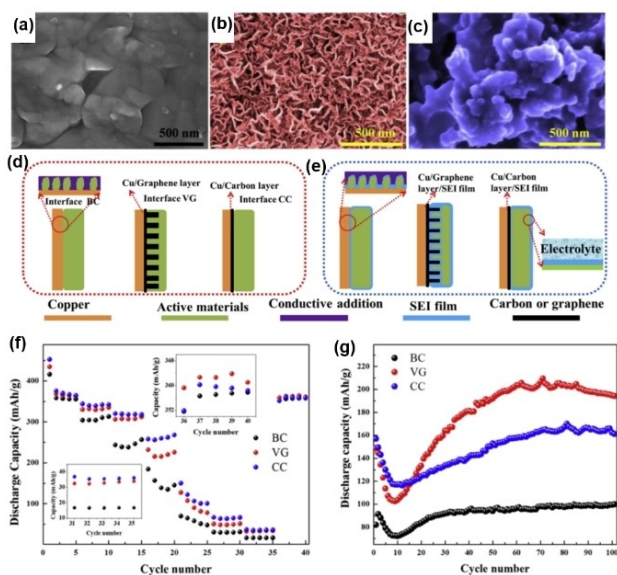 (a)
500 nm
(b)
500 nm
(c)
500 nm
(d)
Interface BC
Cu/Graphene layer
Interface VG
Cu/Carbon layer
Interface CC
(e)
Cu/Graphene
layer/SEI film
Cu/Carbon
layer/SEI film
Electrolyte
Copper
Active materials
Conductive addition
SEI film
Carbon or graphene
(f)
Discharge Capacity (mAh/g)
400
300
200
100
0 5 10 15 20 25 30 35 40
Cycle number
BC
VG
CC
Capacity (mAh/g)
360
352
36 37 38 39 40
Cycle number
Capacity (mAh/g)
40
30
20
10
31 32 33 34 35
Cycle number
(g)
Discharge capacity (mAh/g)
240
200
160
120
80
40
0 10 20 30 40 50 60 70 80 90 100
Cycle number
BC
VG
CC